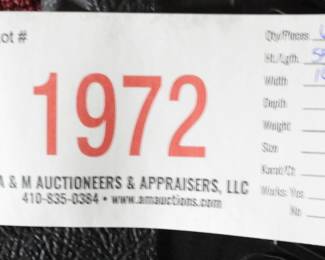 ot #
1972
A & M AUCTIONEERS & APPRAISERS, LLC
410-835-0384 • www.amauctions.com
Qty/Pieces
Ht./Lgth.
Width
Depth
Weight
Size
Karat/Ct
Works: Yes
No